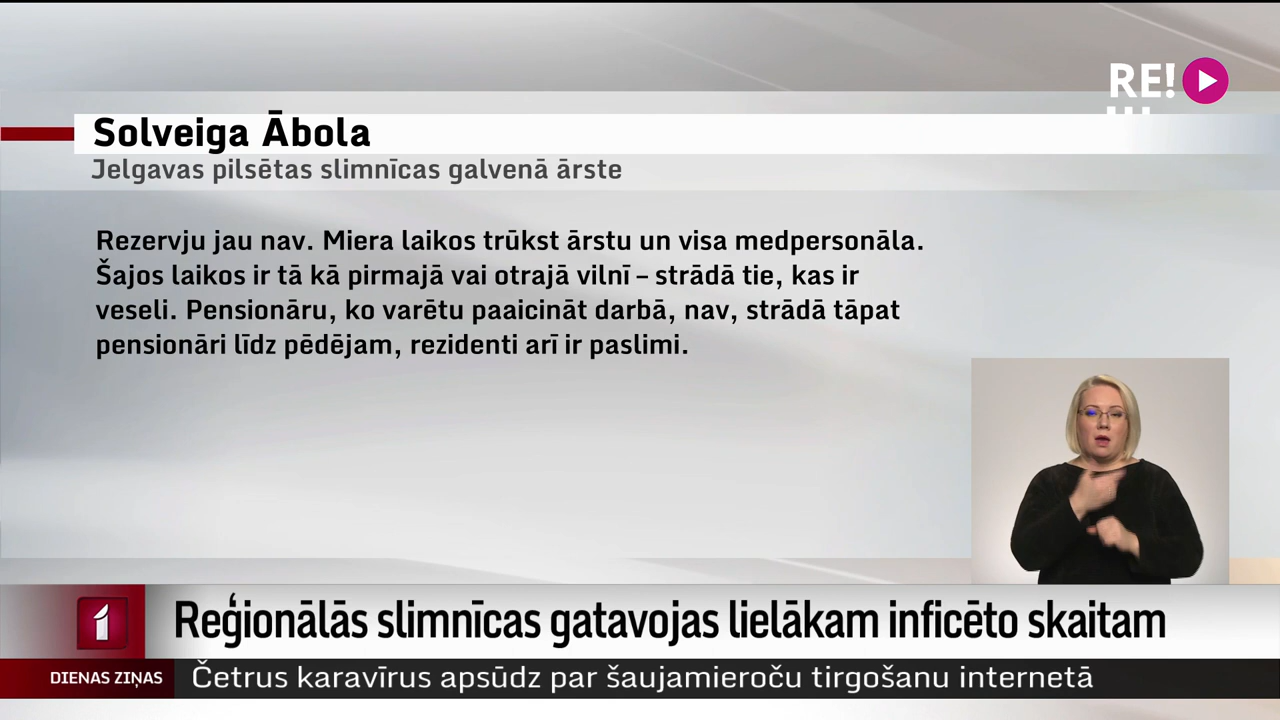 RE!
Solveiga Ābola
Jelgavas pilsētas slimnīcas galvenā ārste
Rezervju jau nav. Miera laikos trūkst ārstu un visa medpersonāla.
Šajos laikos ir tā kā pirmajā vai otrajā vilnī – strādā tie, kas ir
veseli. Pensionāru, ko varētu paaicināt darbā, nav, strādā tāpat
pensionāri līdz pēdējam, rezidenti arī ir paslimi.
1
Reģionālās slimnīcas gatavojas lielākam inficēto skaitam
DIENAS ZIŅAS
Četrus karavīrus apsūdz par šaujamieroču tirgošanu internetā